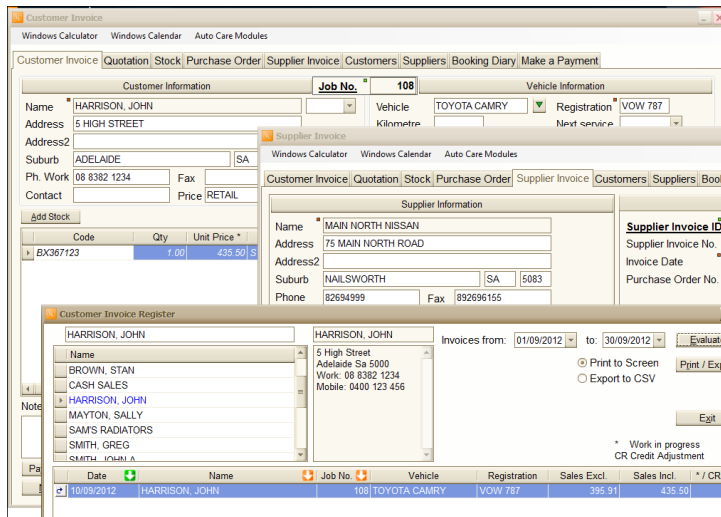 Customer Invoice
Windows Calculator Windows Calendar Auto Care Modules
Customer Invoice Quotation Stock Purchase Order Supplier Invoice Customers Suppliers Booking Diary Make a Payment
Customer Information Job No. * 108 Vehicle Information
Name HARRISON, JOHN Vehicle TOYOTA CAMRY Registration VOW 787
Address 5 HIGH STREET Kilometre Next service
Address2
Suburb ADELAIDE SA
Ph. Work 08 8382 1234 Fax
Contact Price RETAIL
Add Stock
Code Qty Unit Price *
BX367123 1.00 435.50 S
Note
Pa
Supplier Invoice
Windows Calculator Windows Calendar Auto Care Modules
Customer Invoice Quotation Stock Purchase Order Supplier Invoice Customers Suppliers Boo
Supplier Information
Name MAIN NORTH NISSAN Supplier Invoice ID
Address 75 MAIN NORTH ROAD Supplier Invoice No.
Address2 Invoice Date
Suburb NAILSWORTH SA 5083 Purchase Order No.
Phone 82694999 Fax 892696155
Customer Invoice Register
HARRISON, JOHN HARRISON, JOHN Invoices from: 01/09/2012 to: 30/09/2012 Evaluat
Name 5 High Street
Adelaide Sa 5000
Work: 08 8382 1234
Mobile: 0400 123 456
BROWN, STAN
CASH SALES
HARRISON, JOHN
MAYTON, SALLY
SAM'S RADIATORS
SMITH, GREG
SMITH, JOHN A
Print to Screen Print / Exp
Export to CSV
Exit
* Work in progress
CR Credit Adjustment
Date Name Job No. Vehicle Registration Sales Excl. Sales Incl. * / CR
10/09/2012 HARRISON, JOHN 108 TOYOTA CAMRY VOW 787 395.91 435.50